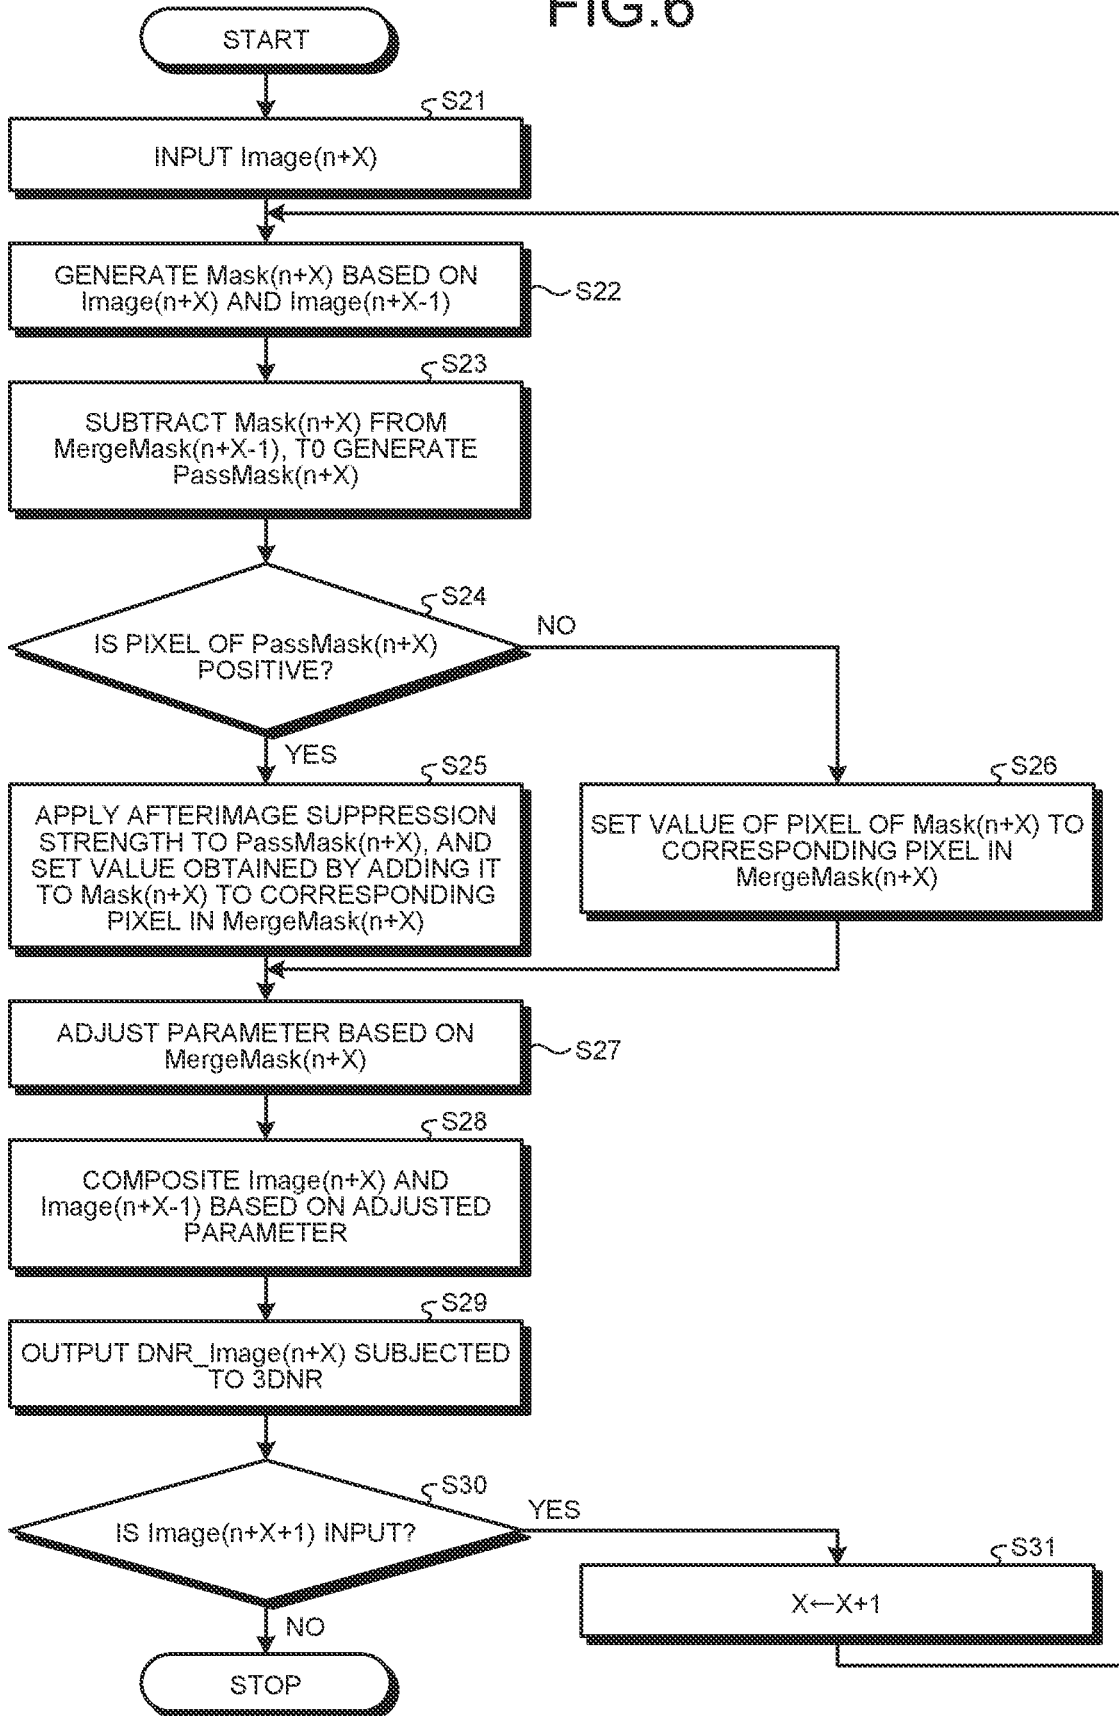 FIG.6
START
S21
INPUT Image(n+X)
GENERATE Mask(n+X) BASED ON
Image(n+X) AND Image(n+X-1)
S22
S23
SUBTRACT Mask(n+X) FROM
MergeMask(n+X-1), T0 GENERATE
PassMask(n+X)
S24
IS PIXEL OF PassMask(n+X)
POSITIVE?
NO
YES
S25
APPLY AFTERIMAGE SUPPRESSION
STRENGTH TO PassMask(n+X), AND
SET VALUE OBTAINED BY ADDING IT
TO Mask(n+X) TO CORRESPONDING
PIXEL IN MergeMask(n+X)
S26
SET VALUE OF PIXEL OF Mask(n+X) TO
CORRESPONDING PIXEL IN
MergeMask(n+X)
ADJUST PARAMETER BASED ON
MergeMask(n+X)
S27
S28
COMPOSITE Image(n+X) AND
Image(n+X-1) BASED ON ADJUSTED
PARAMETER
S29
OUTPUT DNR_Image(n+X) SUBJECTED
TO 3DNR
S30
IS Image(n+X+1) INPUT?
YES
S31
X←X+1
NO
STOP